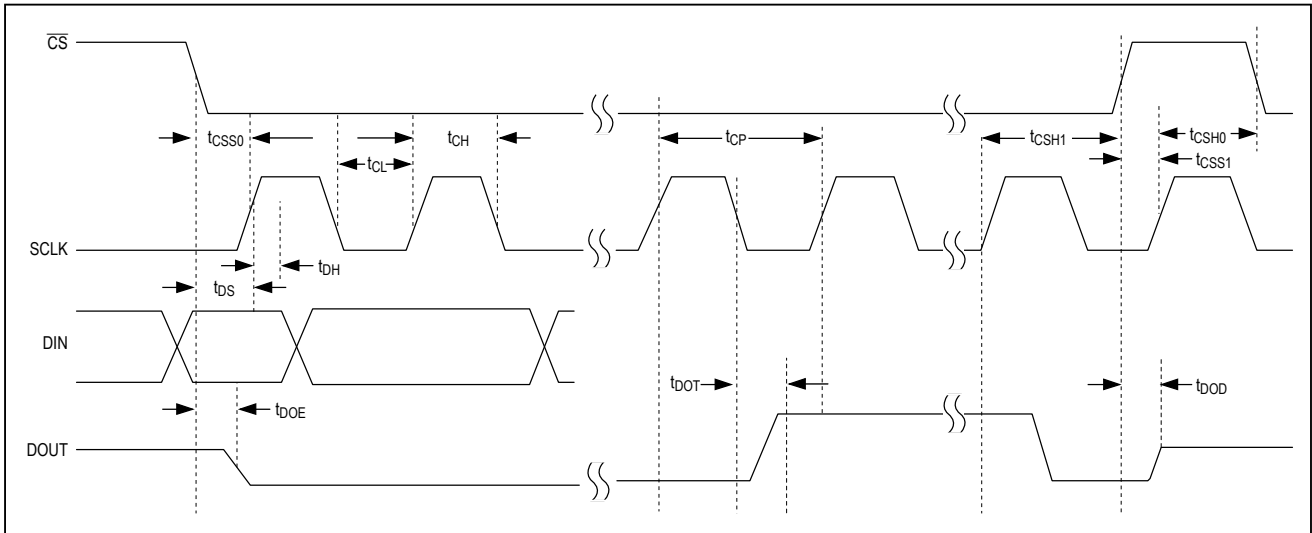 CS
tCSS0
tCL
tCH
tCP
tCSH1
tCSH0
tCSS1
SCLK
tDH
tDS
DIN
tDOT
tDOD
tDOE
DOUT